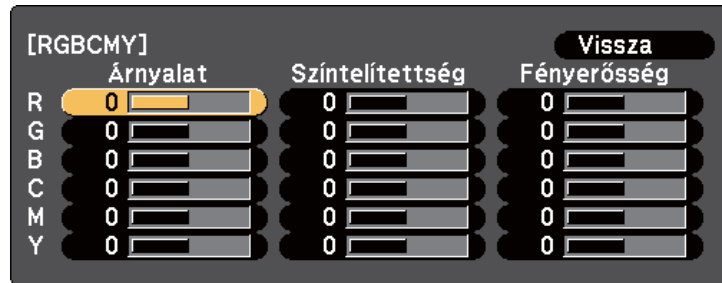 [RGBCMY] Vissza
Árnyalat Színtelítettség Fényerősség
R 0 0 0
G 0 0 0
B 0 0 0
C 0 0 0
M 0 0 0
Y 0 0 0